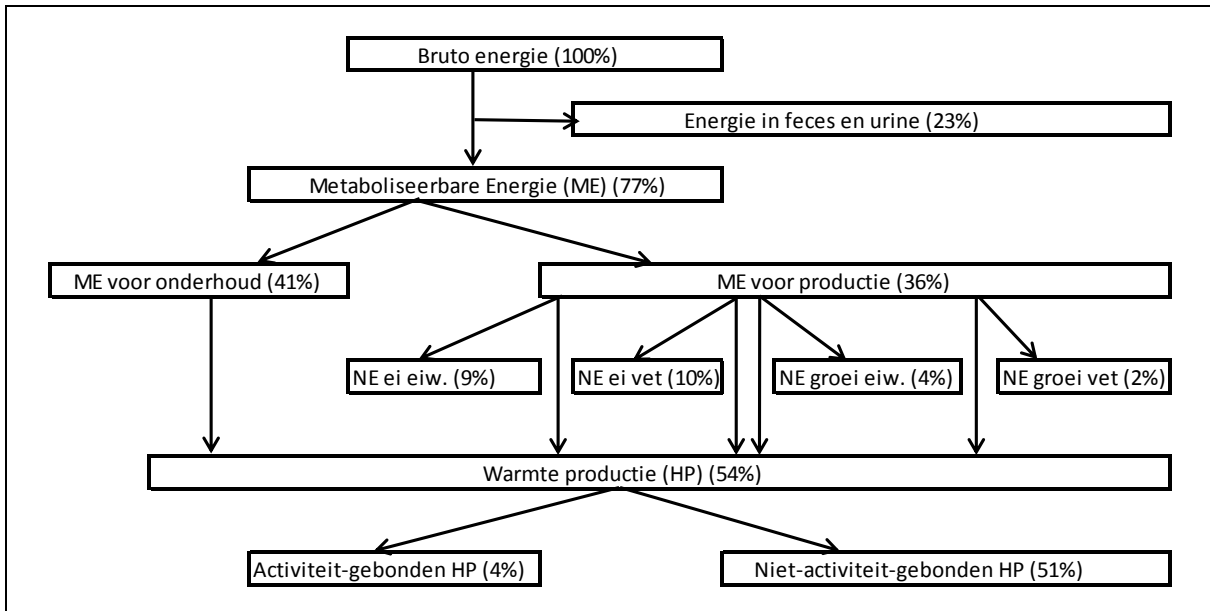 Bruto energie (100%)
Energie in feces en urine (23%)
Metaboliseerbare Energie (ME) (77%)
ME voor onderhoud (41%)
ME voor productie (36%)
NE ei eiw. (9%)
NE ei vet (10%)
NE groei eiw. (4%)
NE groei vet (2%)
Warmte productie (HP) (54%)
Activiteit-gebonden HP (4%)
Niet-activiteit-gebonden HP (51%)